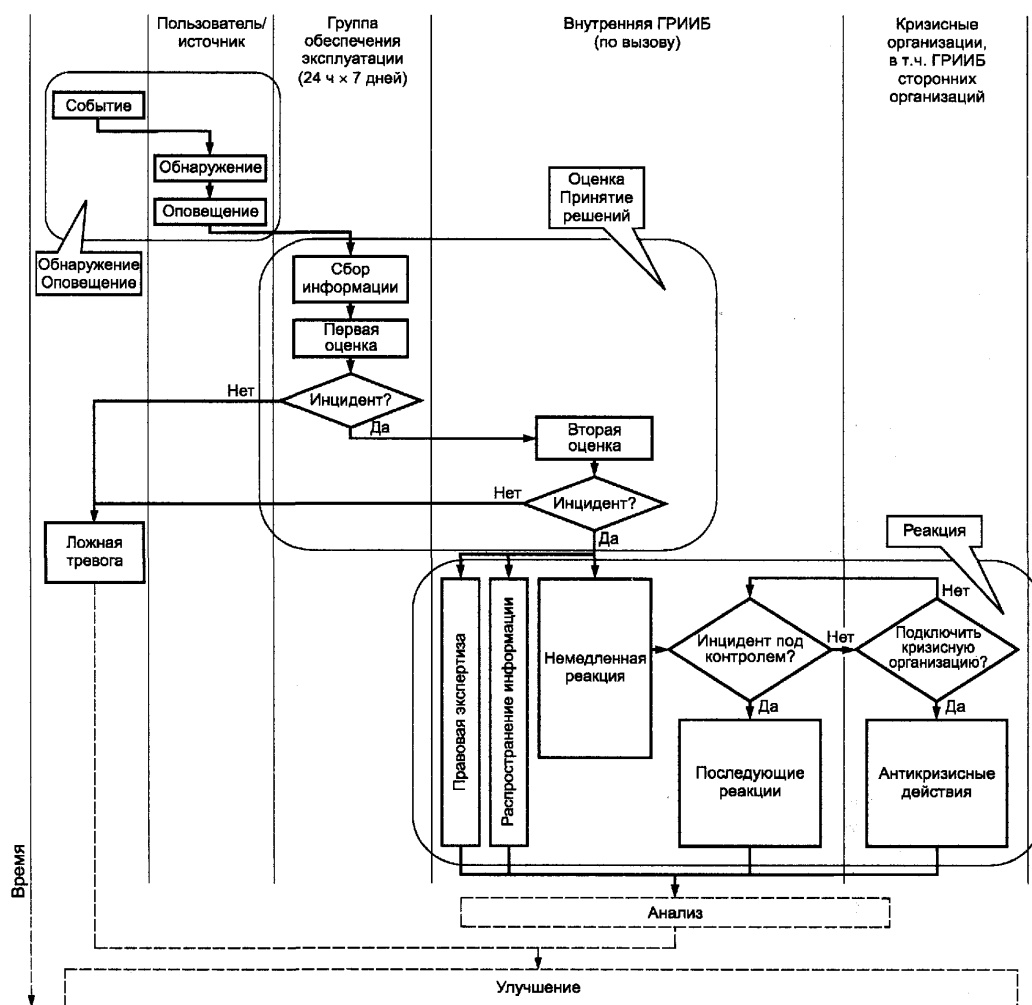 Пользователь/
источник
Группа
обеспечения
эксплуатации
(24 ч × 7 дней)
Внутренняя ГРИИБ
(по вызову)
Кризисные
организации,
в т.ч. ГРИИБ
сторонних
организаций
Событие
Обнаружение
Оповещение
Обнаружение
Оповещение
Оценка
Принятие
решений
Сбор
информации
Первая
оценка
Инцидент?
Нет
Да
Вторая
оценка
Инцидент?
Нет
Да
Ложная
тревога
Реакция
Правовая экспертиза
Распространение информации
Немедленная
реакция
Инцидент под
контролем?
Нет
Да
Подключить
кризисную
организацию?
Нет
Да
Последующие
реакции
Антикризисные
действия
Время
Анализ
Улучшение